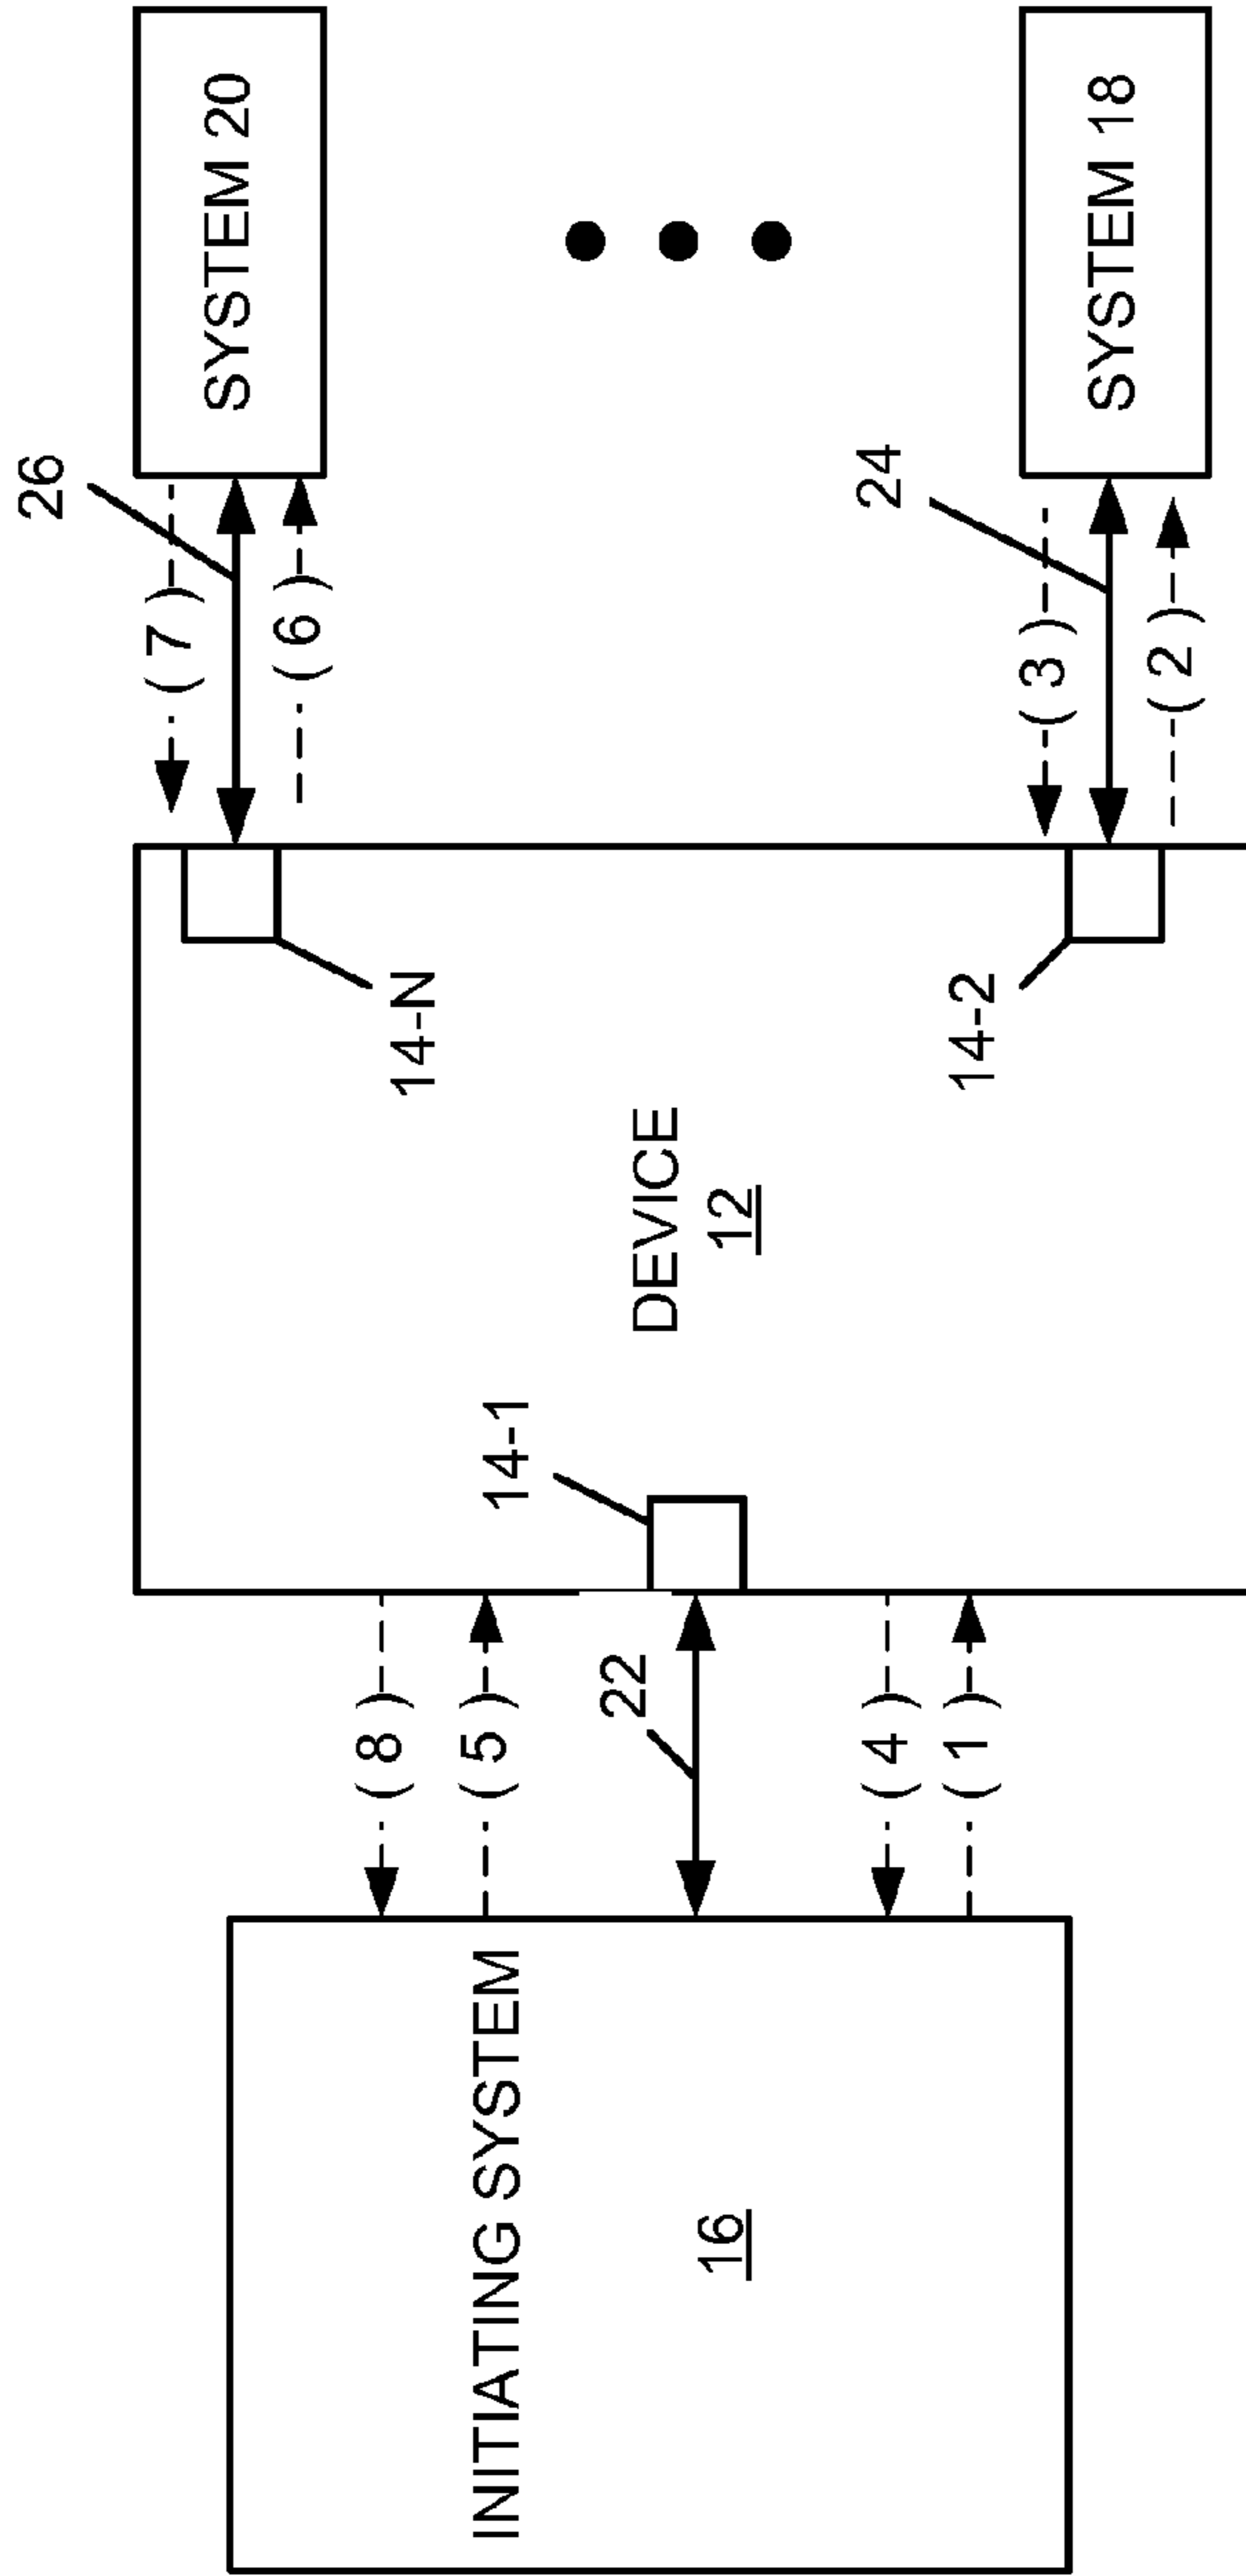 INITIATING SYSTEM
16
( 8 )
( 5 )
22
( 4 )
( 1 )
14-1
DEVICE
12
14-N
14-2
26
( 7 )
( 6 )
24
( 3 )
( 2 )
SYSTEM 20
SYSTEM 18